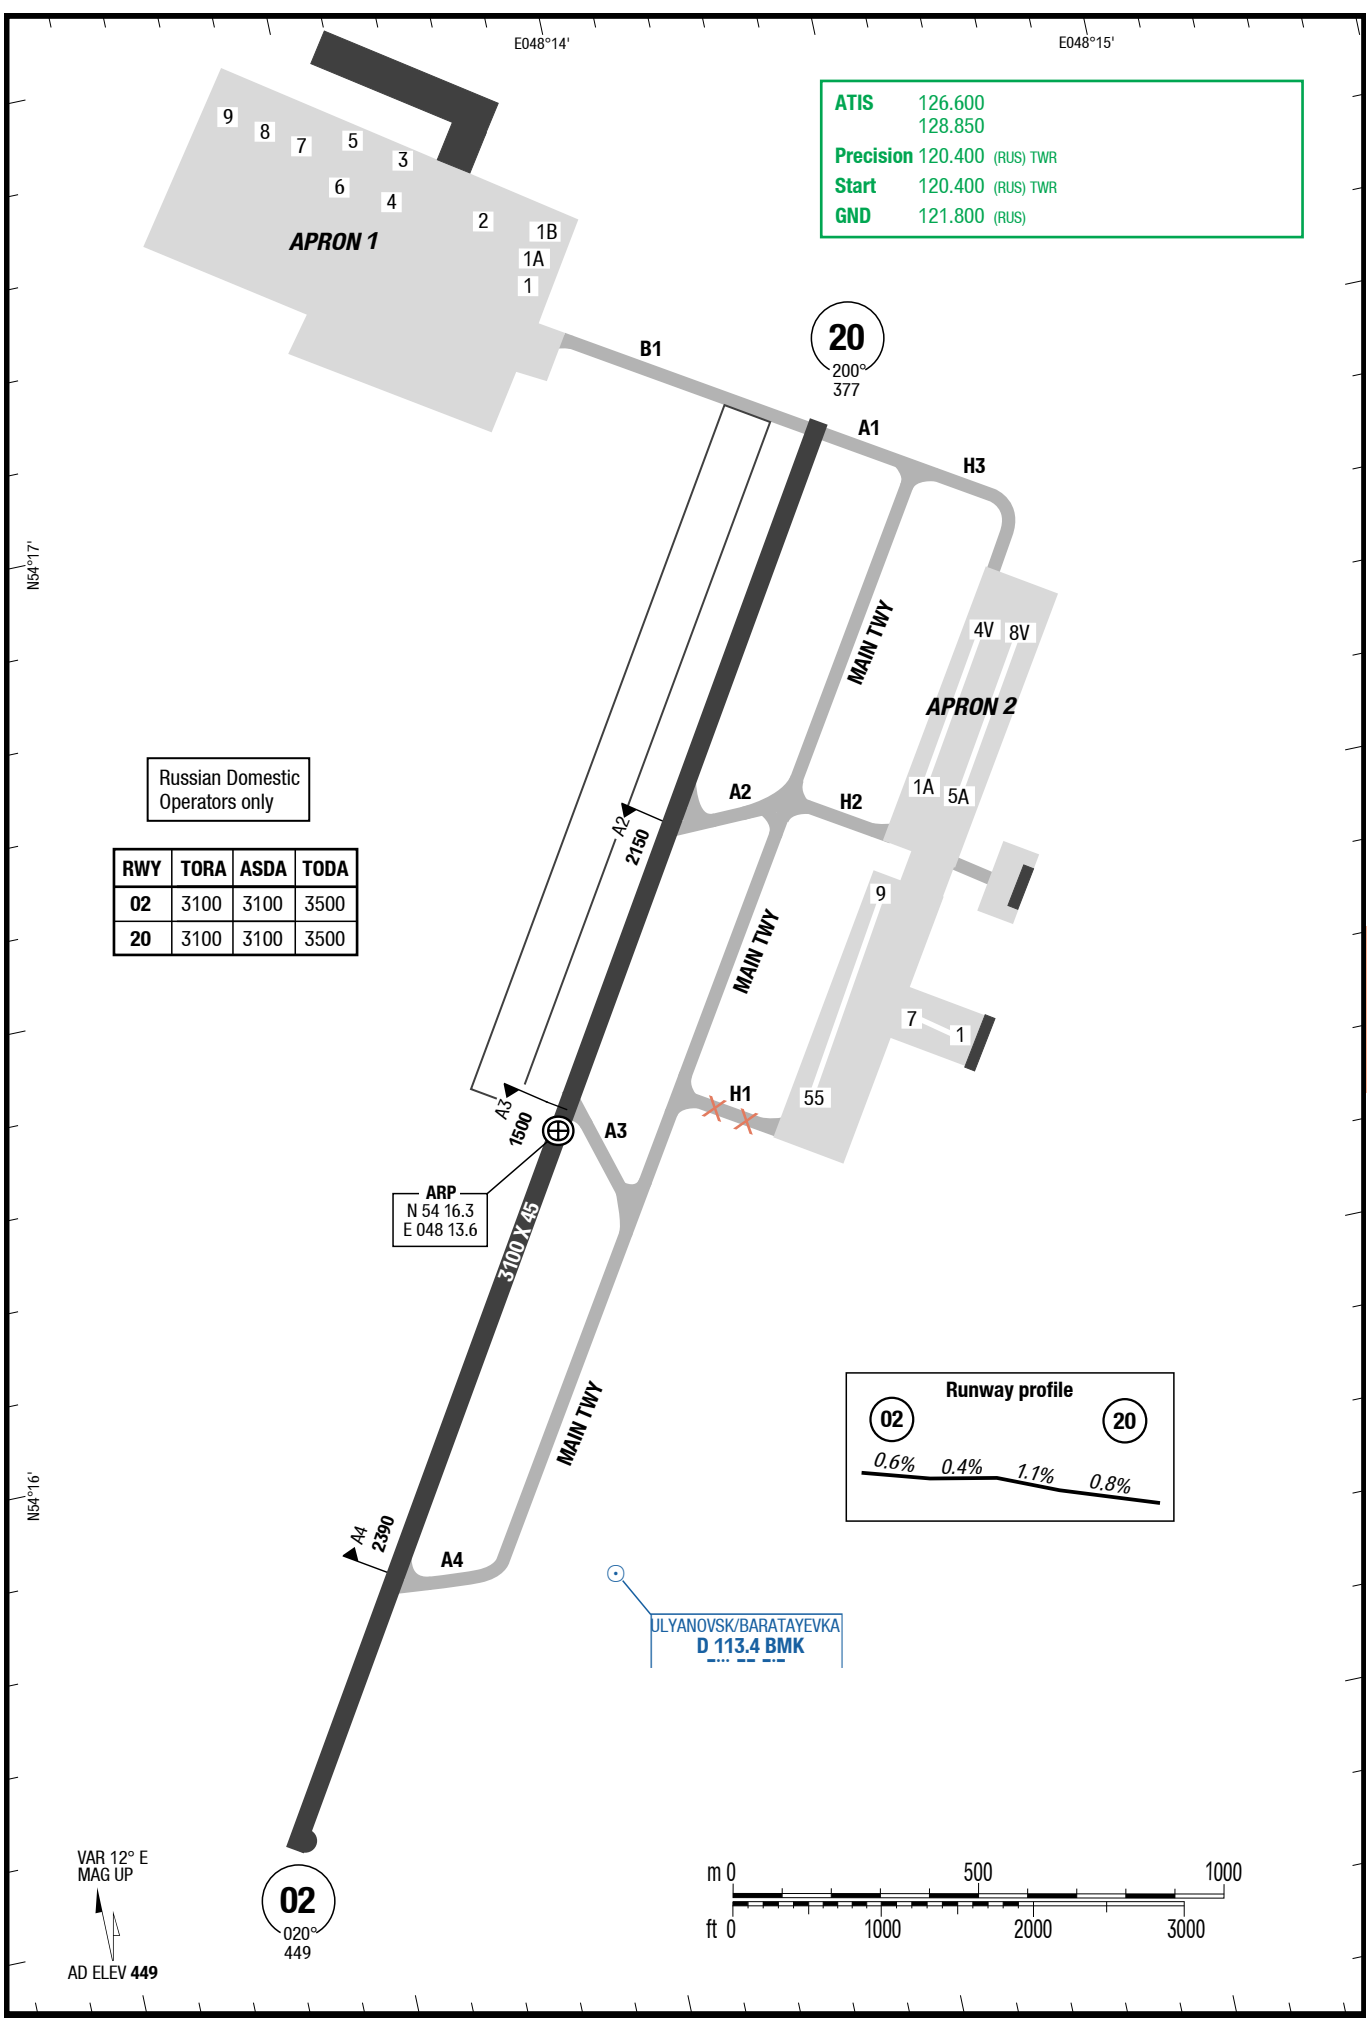 E048°14'
E048°15'
ATIS 126.600
128.850
Precision 120.400 (RUS) TWR
Start 120.400 (RUS) TWR
GND 121.800 (RUS)
9
8
7
5
3
6
4
2
1B
1A
1
APRON 1
B1
20
200°
377
A1
H3
N54°17'
MAIN TWY
4V
8V
APRON 2
1A
5A
A2
H2
A2
2150
Russian Domestic
Operators only
RWY TORA ASDA TODA
02 3100 3100 3500
20 3100 3100 3500
9
MAIN TWY
7
1
55
H1
A3
1500
A3
ARP
N 54 16.3
E 048 13.6
3100 X 45
MAIN TWY
Runway profile
02
20
0.6% 0.4% 1.1% 0.8%
N54°16'
A4
2390
A4
ULYANOVSK/BARATAYEVKA
D 113.4 BMK
VAR 12° E
MAG UP
AD ELEV 449
02
020°
449
m 0 500 1000
ft 0 1000 2000 3000